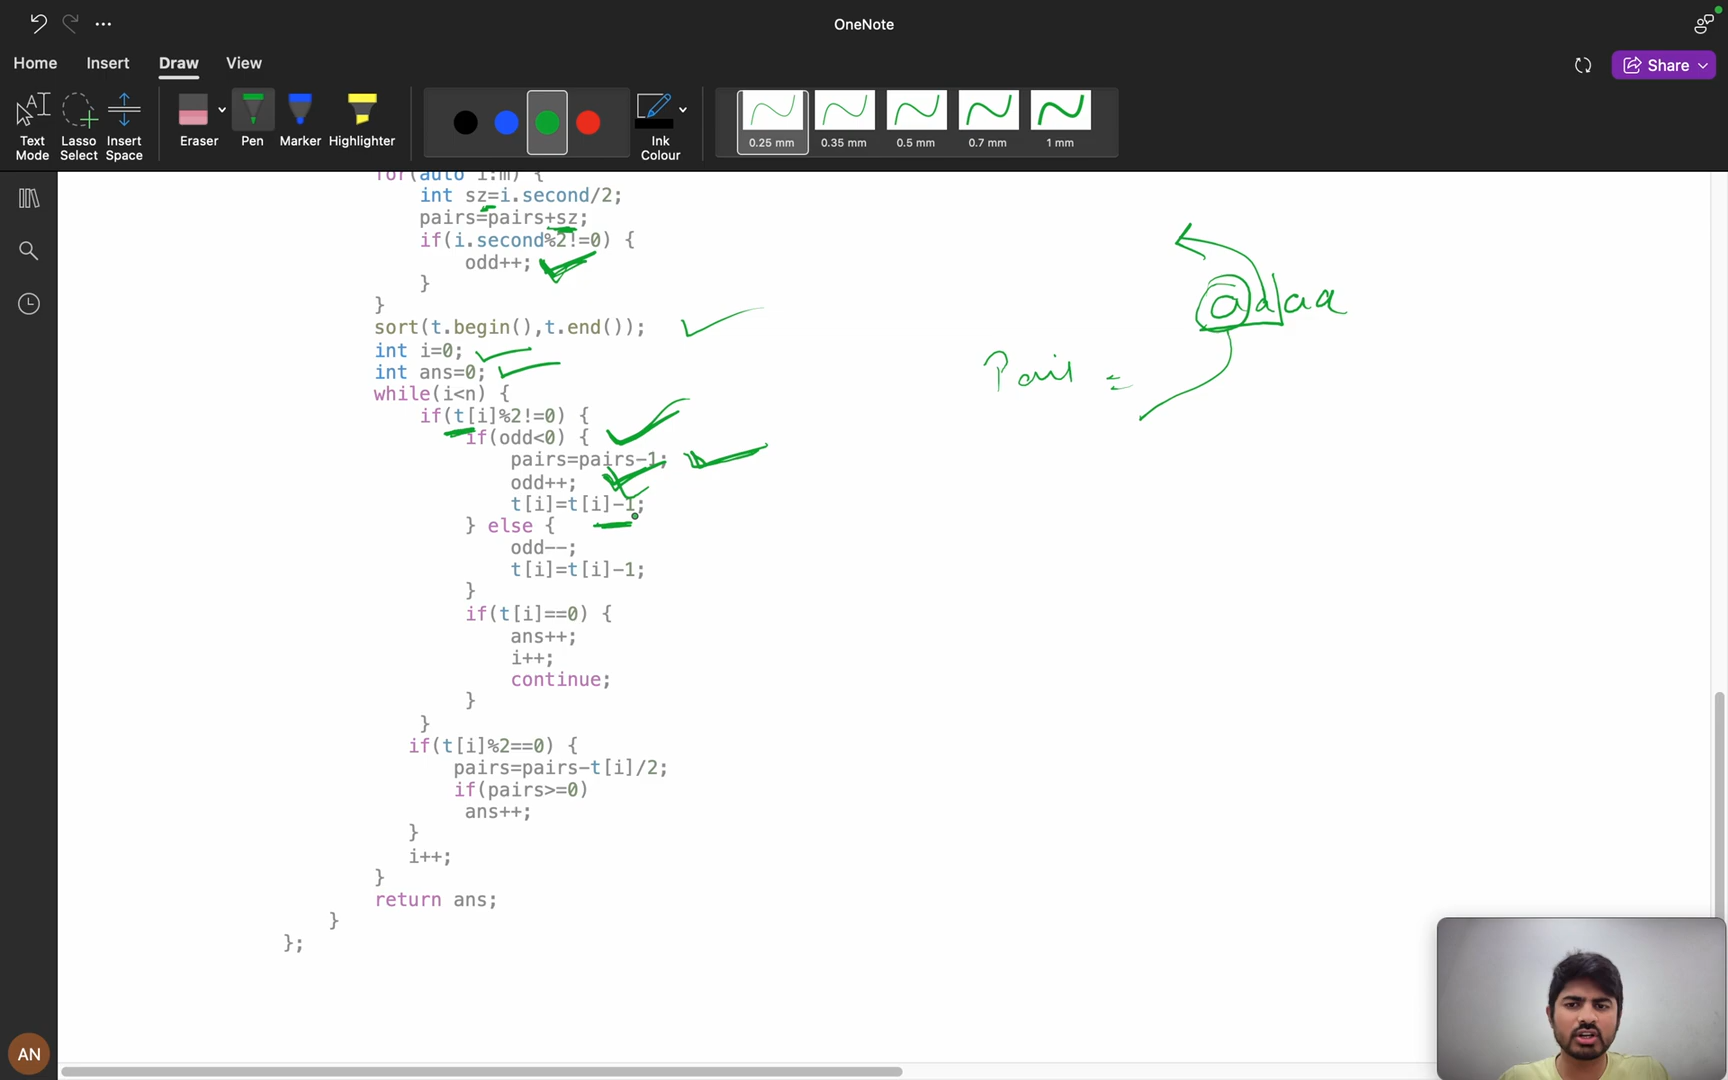 OneNote
Home Insert Draw View
Share
Text Mode
Lasso Select
Insert Space
Eraser
Pen
Marker
Highlighter
Ink Colour
0.25 mm
0.35 mm
0.5 mm
0.7 mm
1 mm
for(auto i:m) {
int sz=i.second/2;
pairs=pairs+sz;
if(i.second%2!=0) {
odd++;
}
}
sort(t.begin(),t.end());
int i=0;
int ans=0;
while(i<n) {
if(t[i]%2!=0) {
if(odd<0) {
pairs=pairs-1;
odd++;
t[i]=t[i]-1;
} else {
odd--;
t[i]=t[i]-1;
}
if(t[i]==0) {
ans++;
i++;
continue;
}
}
if(t[i]%2==0) {
pairs=pairs-t[i]/2;
if(pairs>=0)
ans++;
}
i++;
}
return ans;
}
};
Pair =
AN